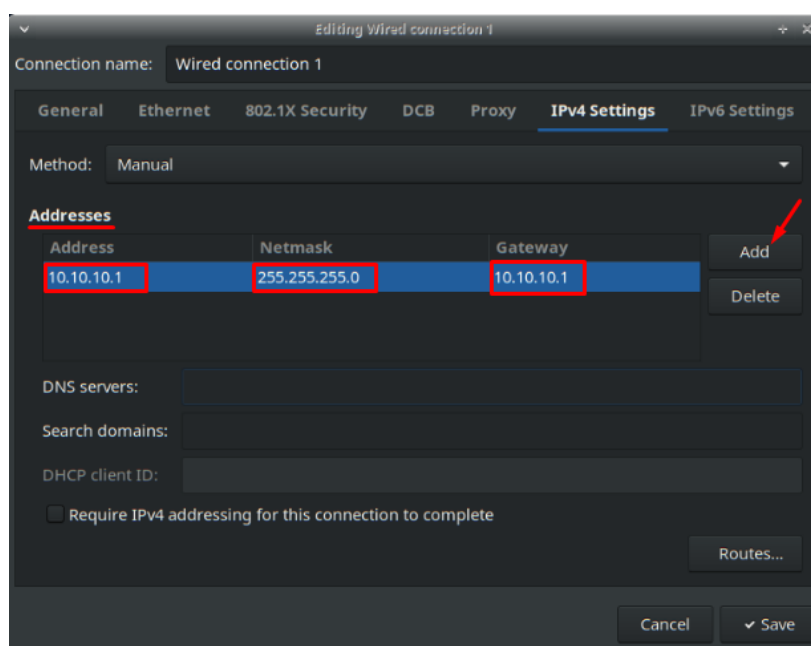 Editing Wired connection 1
Connection name: Wired connection 1
General Ethernet 802.1X Security DCB Proxy IPv4 Settings IPv6 Settings
Method: Manual
Addresses
Address Netmask Gateway Add
10.10.10.1 255.255.255.0 10.10.10.1
Delete
DNS servers:
Search domains:
DHCP client ID:
Require IPv4 addressing for this connection to complete
Routes...
Cancel Save